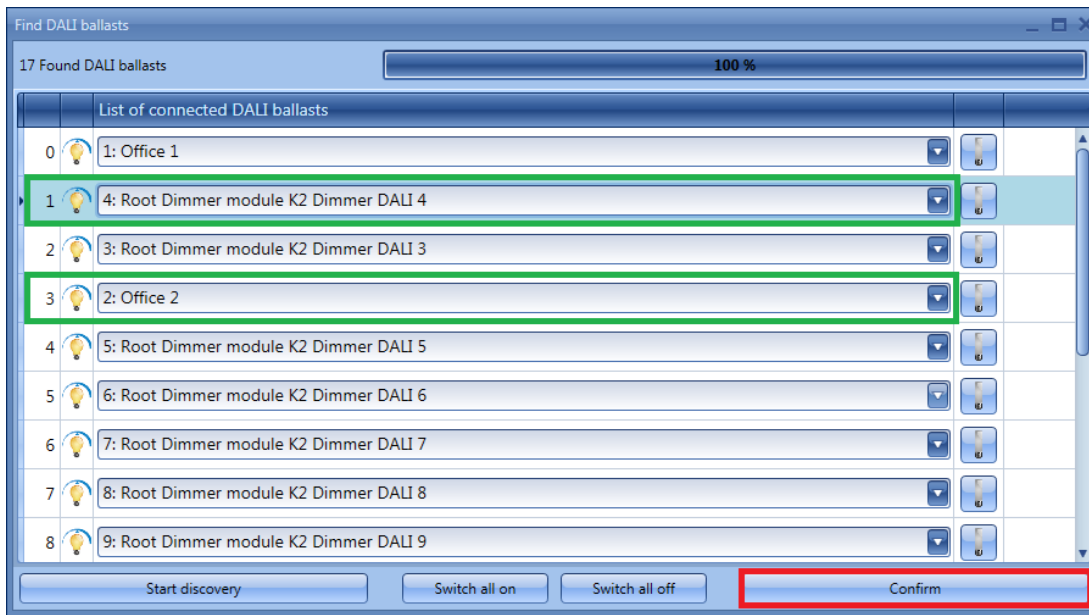 Find DALI ballasts
17 Found DALI ballasts 100 %
List of connected DALI ballasts
0 1: Office 1
1 4: Root Dimmer module K2 Dimmer DALI 4
2 3: Root Dimmer module K2 Dimmer DALI 3
3 2: Office 2
4 5: Root Dimmer module K2 Dimmer DALI 5
5 6: Root Dimmer module K2 Dimmer DALI 6
6 7: Root Dimmer module K2 Dimmer DALI 7
7 8: Root Dimmer module K2 Dimmer DALI 8
8 9: Root Dimmer module K2 Dimmer DALI 9
Start discovery Switch all on Switch all off Confirm